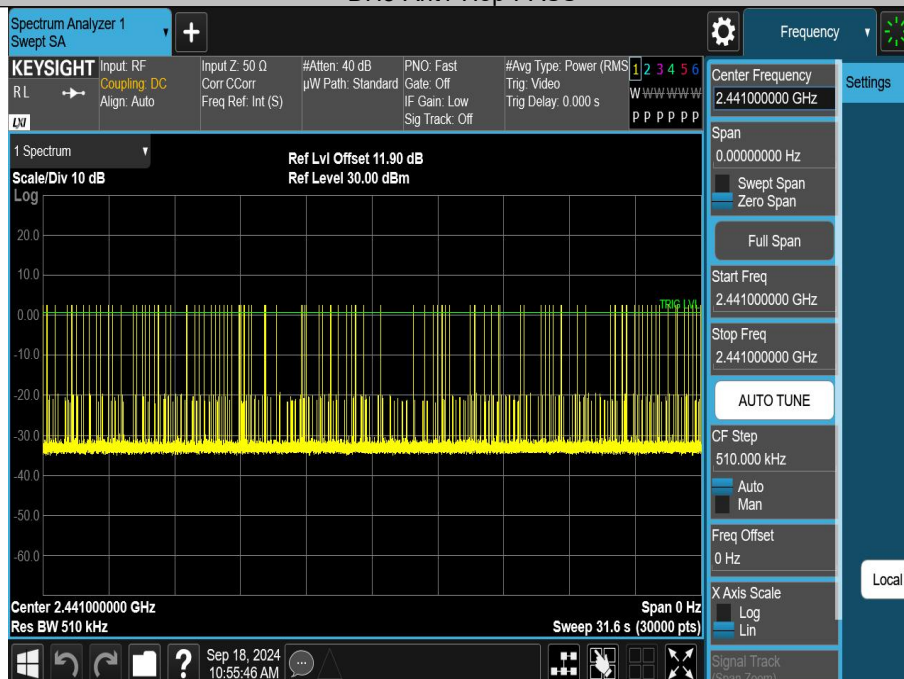 Spectrum Analyzer 1
Swept SA
Frequency
KEYSIGHT
R L
LXI
Input: RF
Coupling: DC
Align: Auto
Input Z: 50 Ω
Corr CCorr
Freq Ref: Int (S)
#Atten: 40 dB
µW Path: Standard
PNO: Fast
Gate: Off
IF Gain: Low
Sig Track: Off
#Avg Type: Power (RMS
Trig: Video
Trig Delay: 0.000 s
1 2 3 4 5 6
W W W W W W
P P P P P P
Center Frequency
2.441000000 GHz
Settings
Span
0.00000000 Hz
Swept Span
Zero Span
Full Span
Start Freq
2.441000000 GHz
Stop Freq
2.441000000 GHz
AUTO TUNE
CF Step
510.000 kHz
Auto
Man
Freq Offset
0 Hz
X Axis Scale
Log
Lin
Signal Track
(Span Zoom)
Local
1 Spectrum
Scale/Div 10 dB
Ref Lvl Offset 11.90 dB
Ref Level 30.00 dBm
Log
20.0
10.0
0.00
TRIG LVL
-10.0
-20.0
-30.0
-40.0
-50.0
-60.0
Center 2.441000000 GHz
Span 0 Hz
Res BW 510 kHz
Sweep 31.6 s (30000 pts)
?
Sep 18, 2024
10:55:46 AM